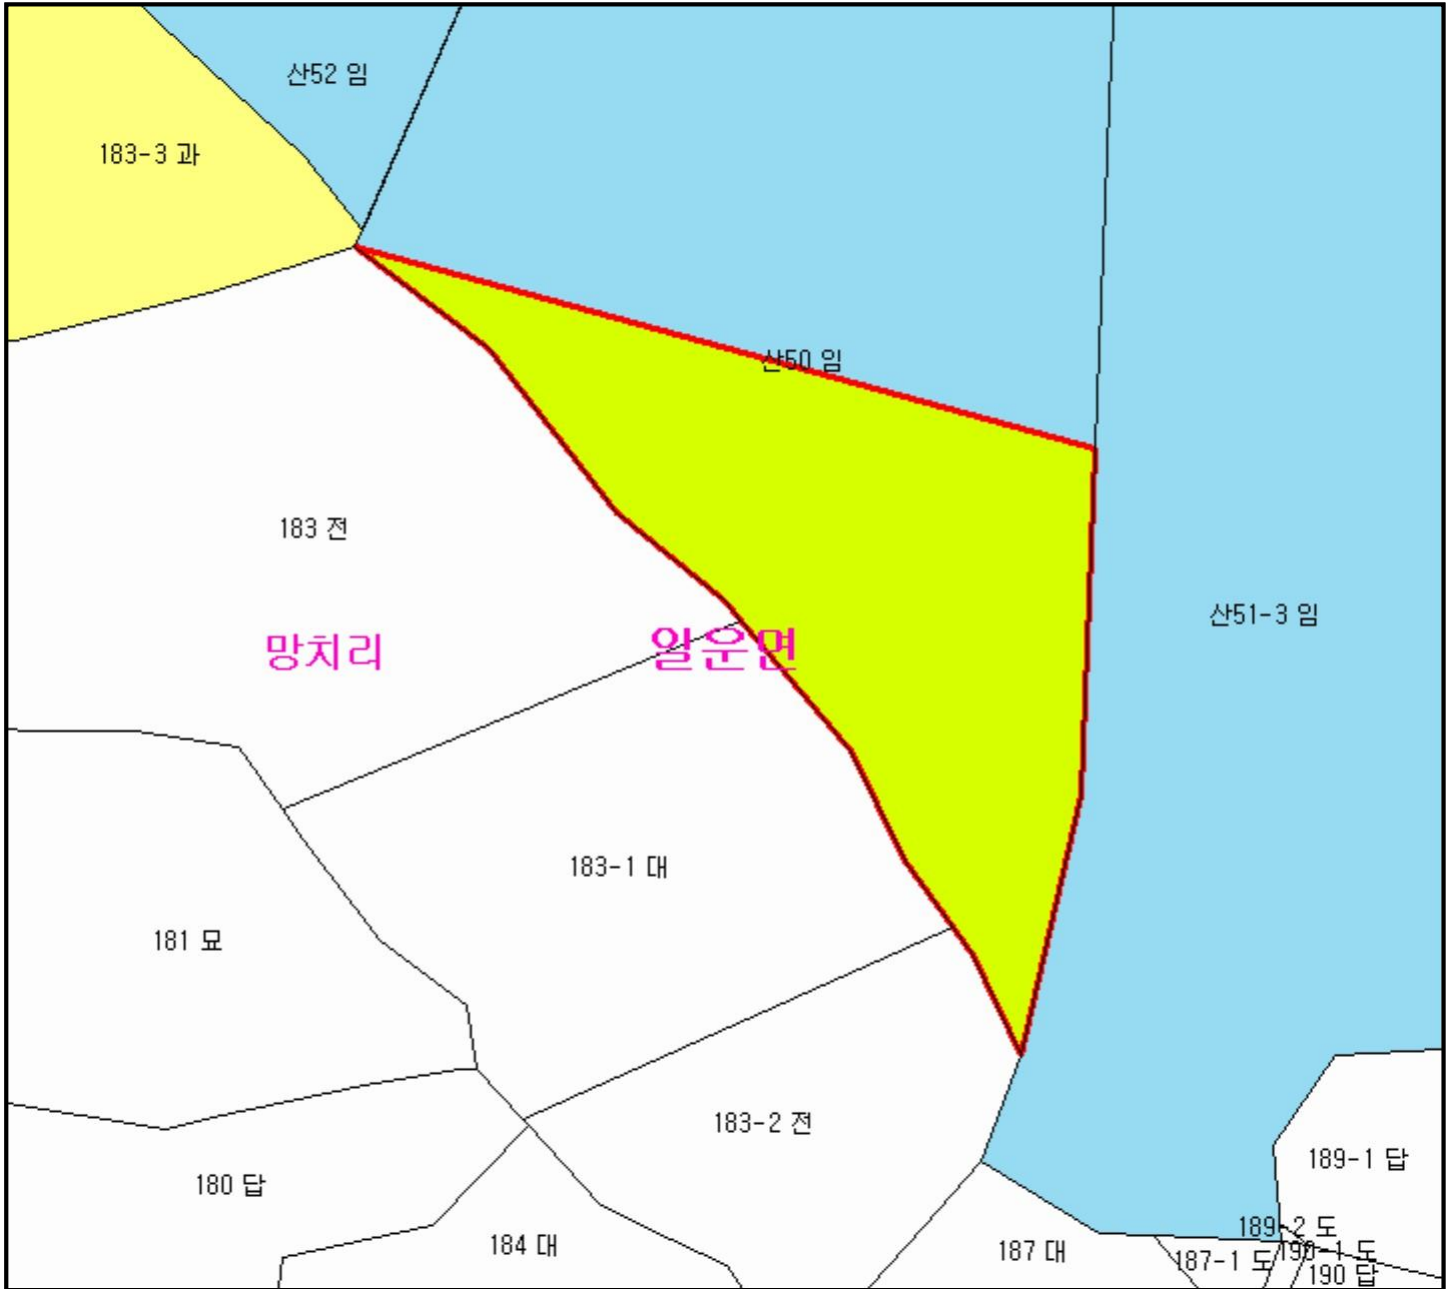 산52 임
183-3 과
산50 임
183 전
산51-3 임
망치리
일운면
183-1 대
181 묘
183-2 전
189-1 답
180 답
189-2 도
184 대
187 대
187-1 도
190-1 도
190 답